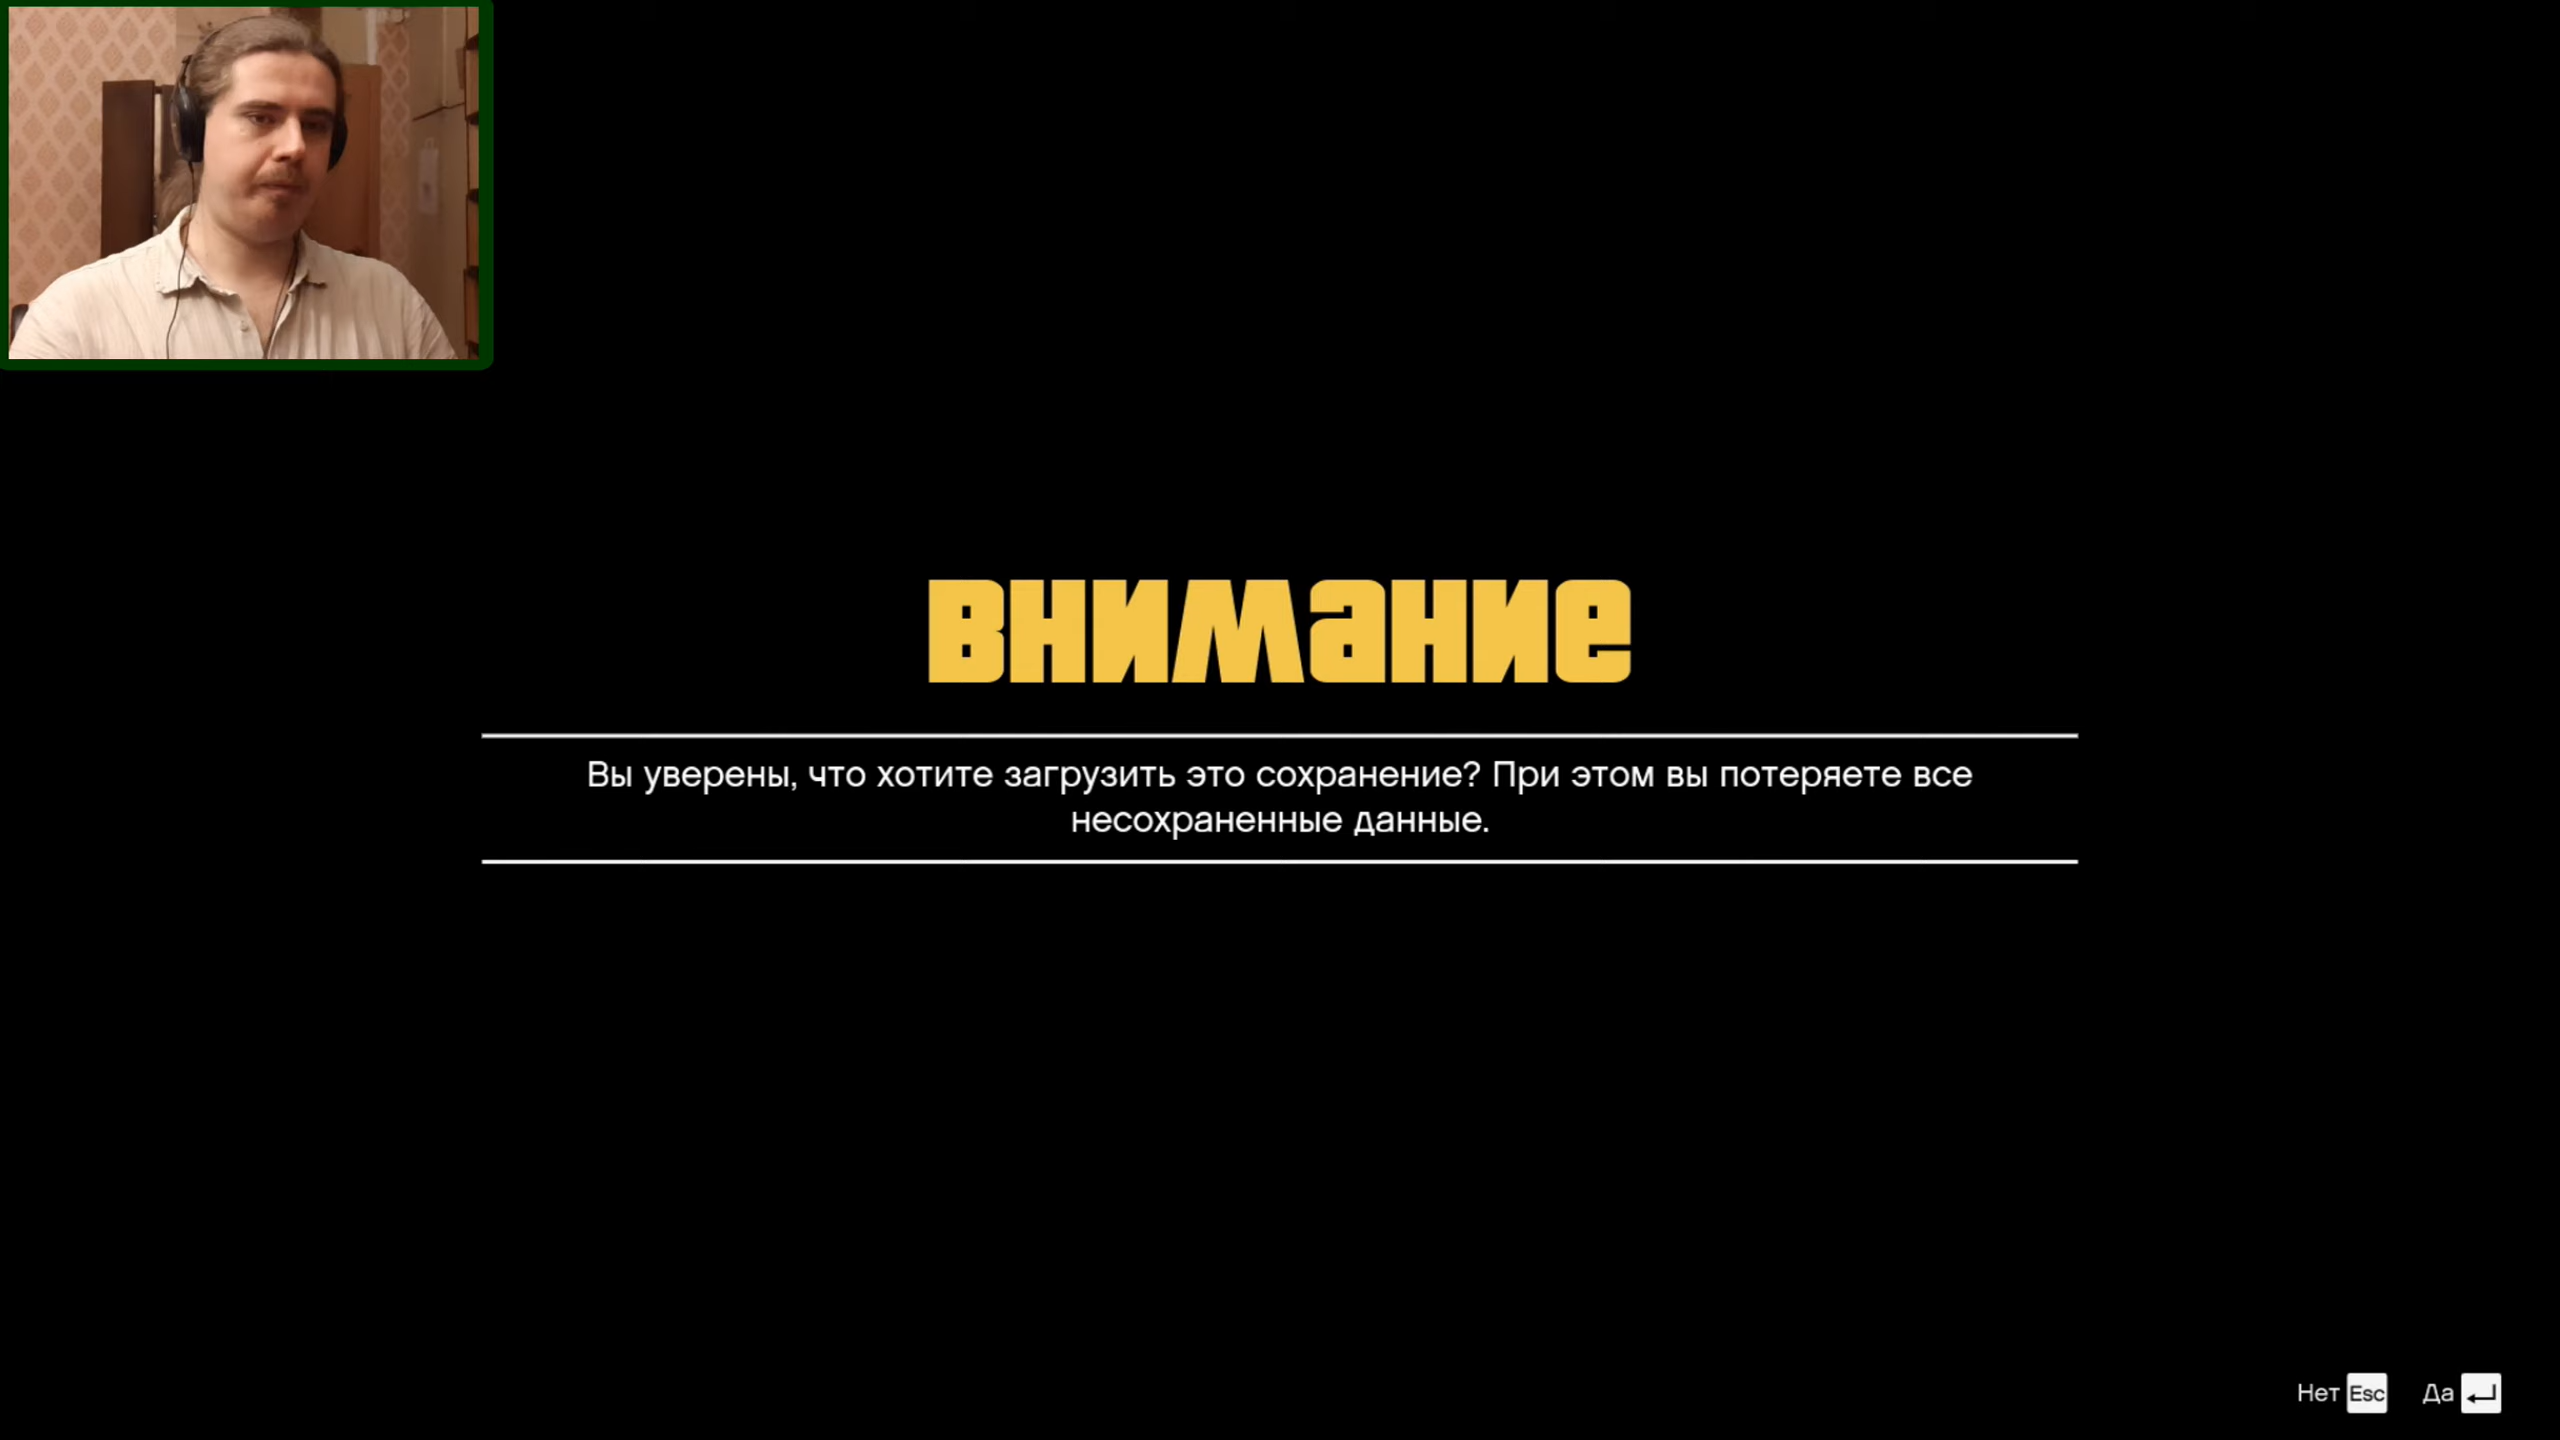 внимание
Вы уверены, что хотите загрузить это сохранение? При этом вы потеряете все
несохраненные данные.
Нет Esc Да